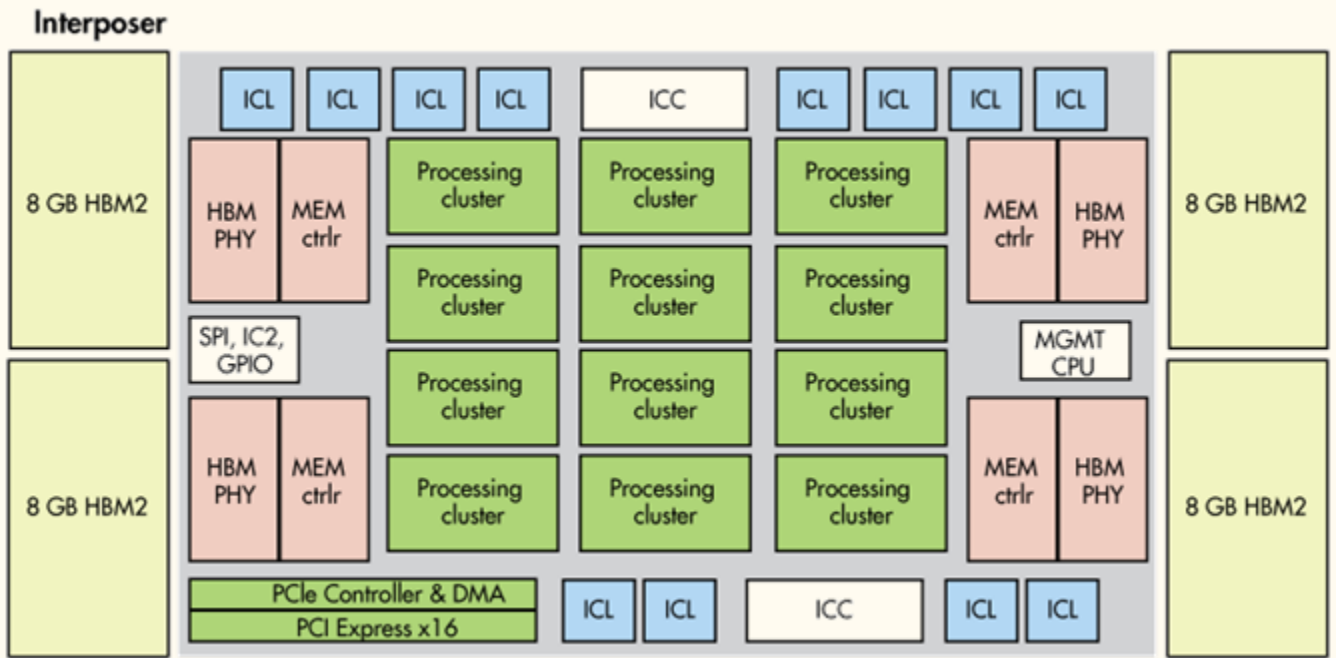 Interposer
ICL ICL ICL ICL ICC ICL ICL ICL ICL
8 GB HBM2
HBM
PHY
MEM
ctrlr
Processing
cluster
Processing
cluster
Processing
cluster
MEM
ctrlr
HBM
PHY
8 GB HBM2
Processing
cluster
Processing
cluster
Processing
cluster
SPI, IC2,
GPIO
MGMT
CPU
Processing
cluster
Processing
cluster
Processing
cluster
8 GB HBM2
HBM
PHY
MEM
ctrlr
Processing
cluster
Processing
cluster
Processing
cluster
MEM
ctrlr
HBM
PHY
8 GB HBM2
PCIe Controller & DMA
PCI Express x16
ICL ICL ICC ICL ICL